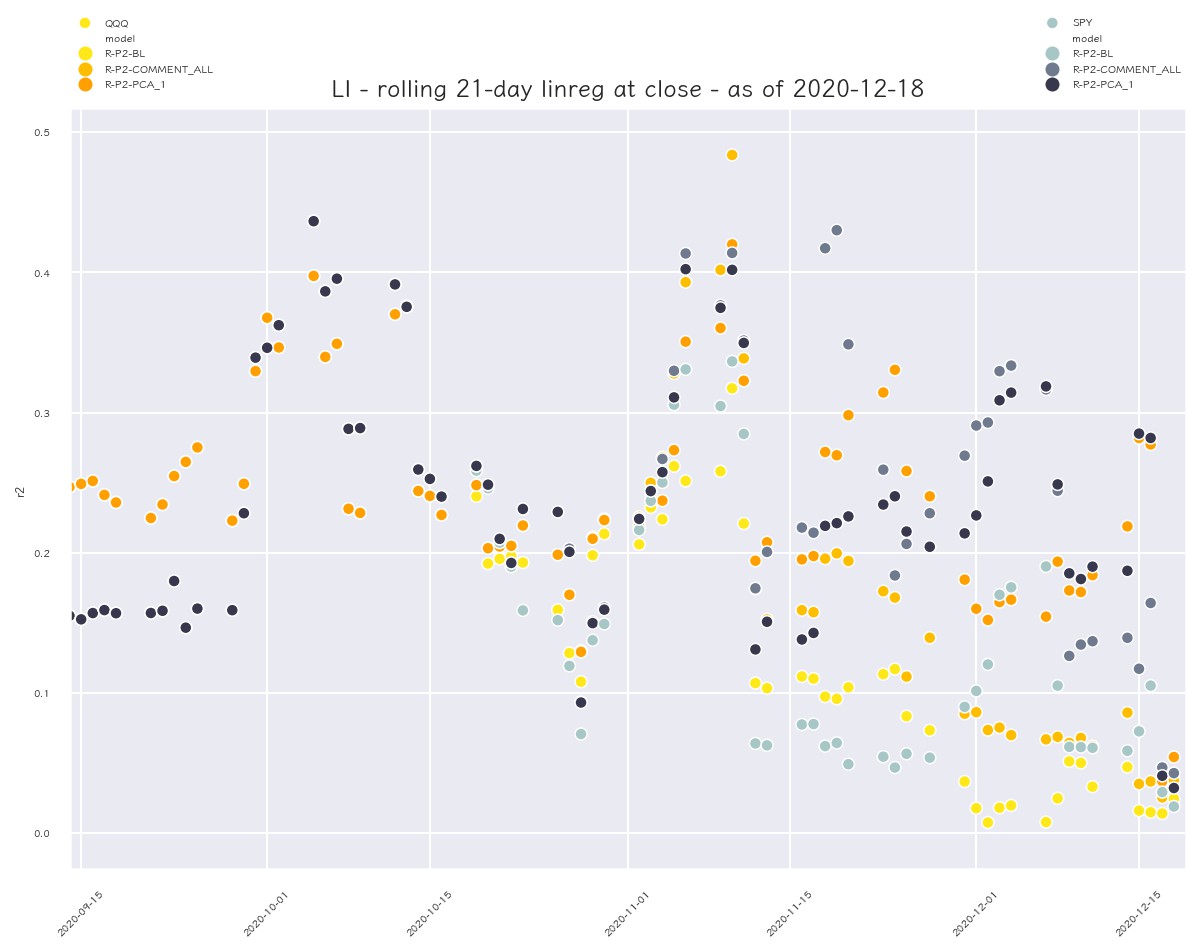 QQQ
model
R-P2-BL
R-P2-COMMENT_ALL
R-P2-PCA_1
SPY
model
R-P2-BL
R-P2-COMMENT_ALL
R-P2-PCA_1
LI - rolling 21-day linreg at close - as of 2020-12-18
0.5
0.4
0.3
0.2
0.1
0.0
r2
2020-09-15
2020-10-01
2020-10-15
2020-11-01
2020-11-15
2020-12-01
2020-12-15